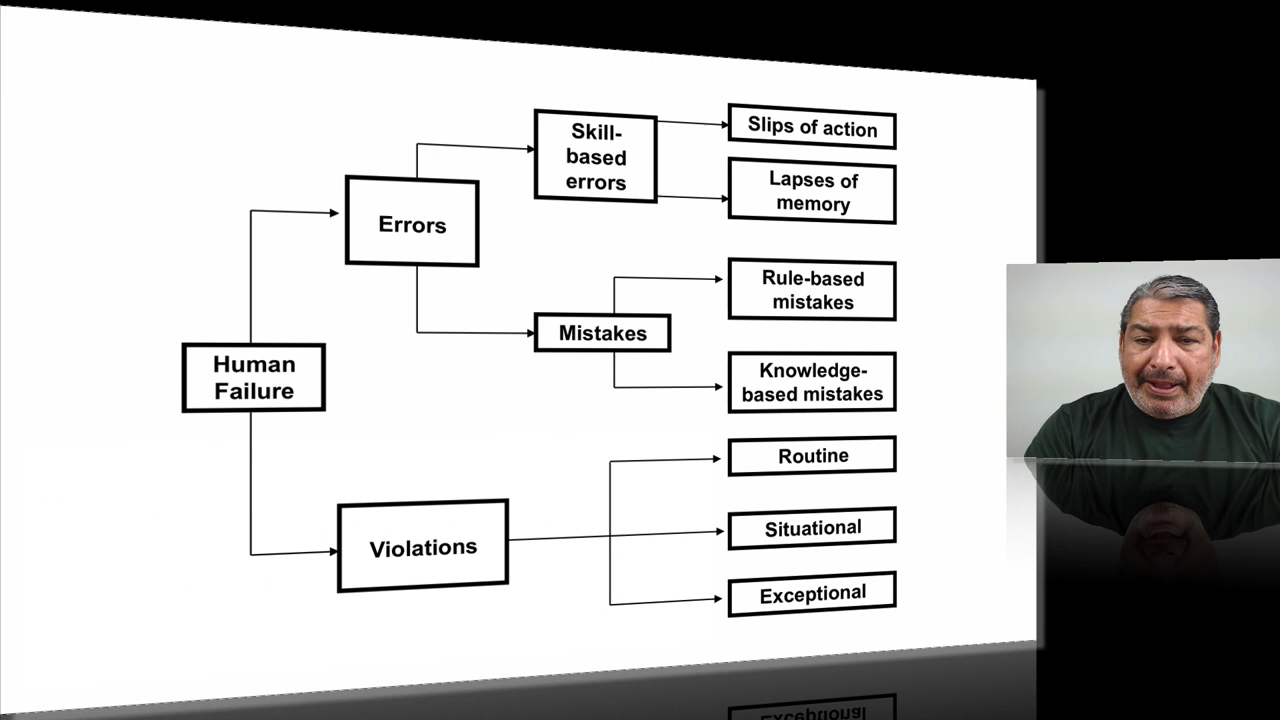 Skill-
based
errors
Slips of action
Lapses of
memory
Errors
Rule-based
mistakes
Mistakes
Knowledge-
based mistakes
Human
Failure
Routine
Violations
Situational
Exceptional
Exceptional